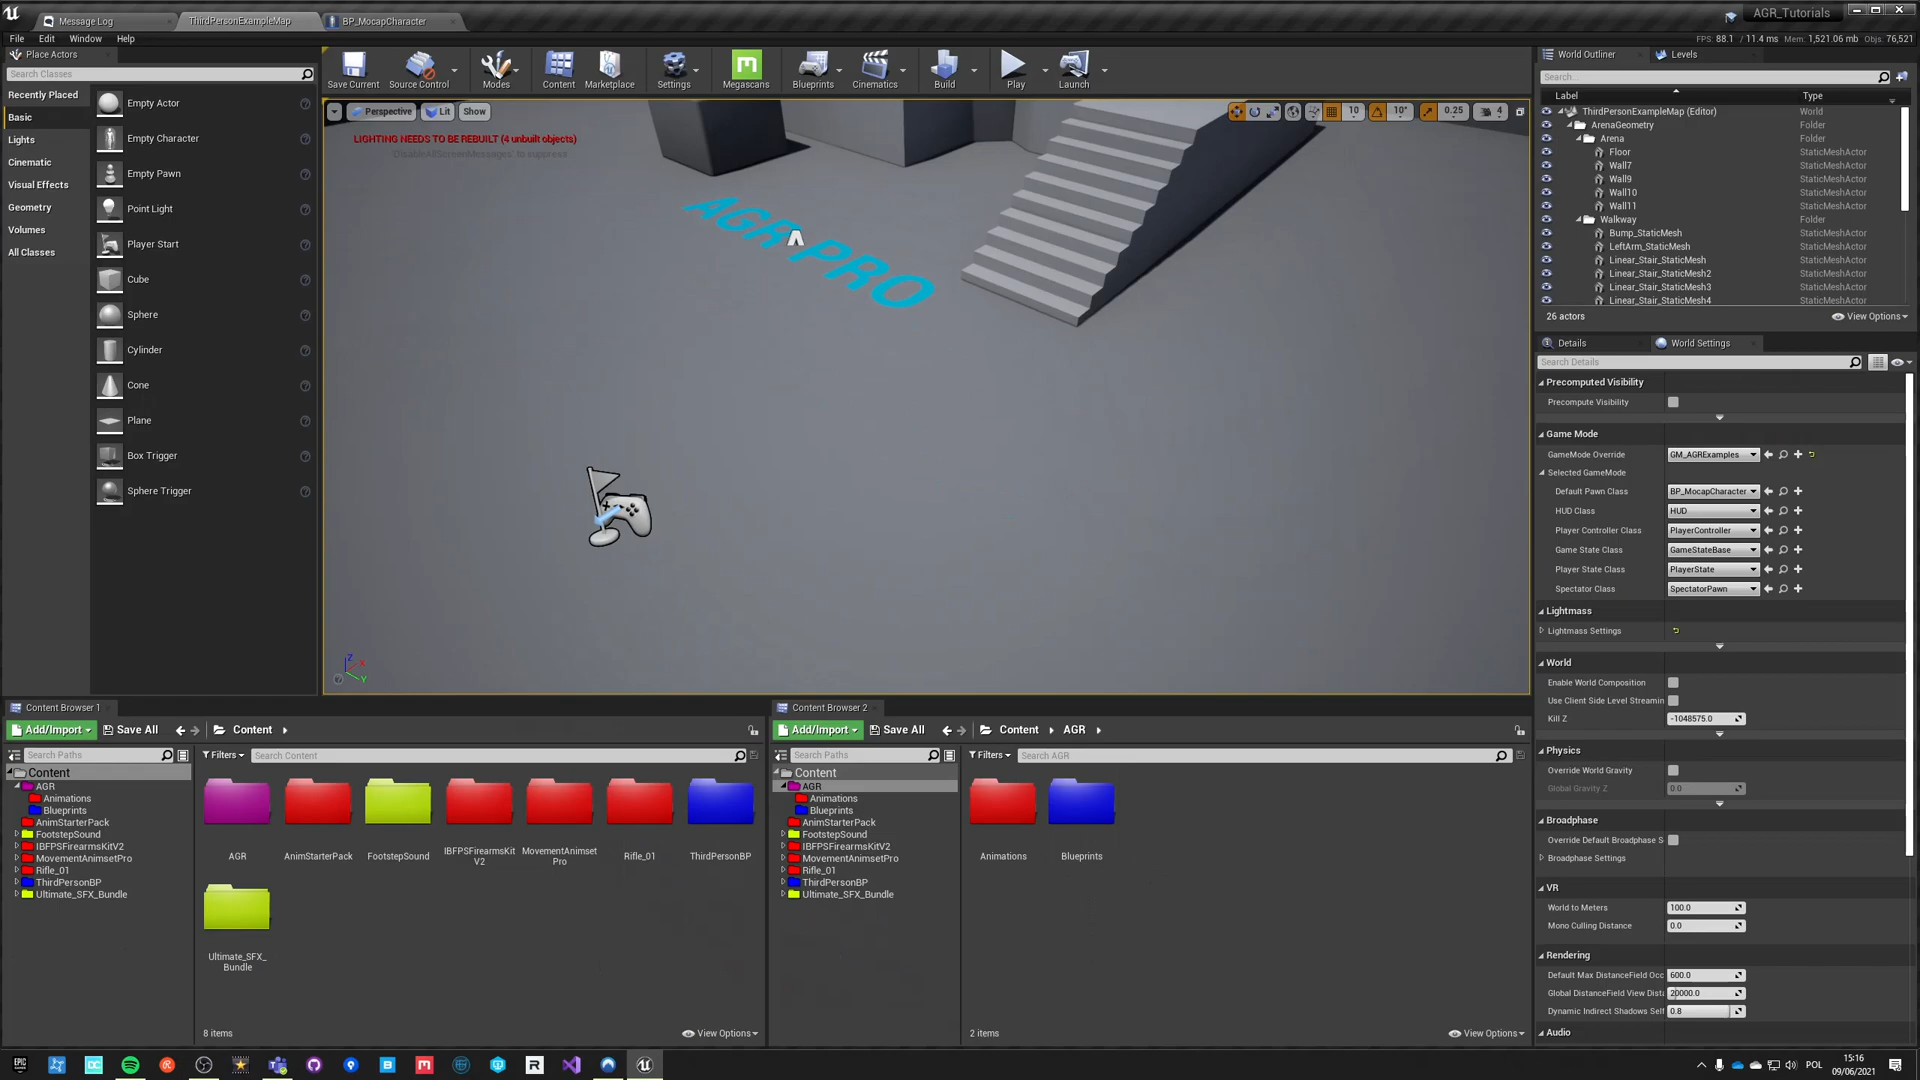 Message Log
ThirdPersonExampleMap
BP_MocapCharacter
AGR_Tutorials
File Edit Window Help
FPS: 88.1 / 11.4 ms Mem: 1,521.06 mb Objs: 76,521
Place Actors
Search Classes
Recently Placed
Basic
Lights
Cinematic
Visual Effects
Geometry
Volumes
All Classes
Empty Actor
Empty Character
Empty Pawn
Point Light
Player Start
Cube
Sphere
Cylinder
Cone
Plane
Box Trigger
Sphere Trigger
Save Current
Source Control
Modes
Content
Marketplace
Settings
Megascans
Blueprints
Cinematics
Build
Play
Launch
Perspective
Lit
Show
10
10°
0.25
4
LIGHTING NEEDS TO BE REBUILT (4 unbuilt objects)
'DisableAllScreenMessages' to suppress
AGR PRO
Z
X
Y
World Outliner
Levels
Search...
Label Type
ThirdPersonExampleMap (Editor) World
ArenaGeometry Folder
Arena Folder
Floor StaticMeshActor
Wall7 StaticMeshActor
Wall9 StaticMeshActor
Wall10 StaticMeshActor
Wall11 StaticMeshActor
Walkway Folder
Bump_StaticMesh StaticMeshActor
LeftArm_StaticMesh StaticMeshActor
Linear_Stair_StaticMesh StaticMeshActor
Linear_Stair_StaticMesh2 StaticMeshActor
Linear_Stair_StaticMesh3 StaticMeshActor
Linear_Stair_StaticMesh4 StaticMeshActor
26 actors
View Options
Details
World Settings
Search Details
Precomputed Visibility
Precompute Visibility
Game Mode
GameMode Override GM_AGRExamples
Selected GameMode
Default Pawn Class BP_MocapCharacter
HUD Class HUD
Player Controller Class PlayerController
Game State Class GameStateBase
Player State Class PlayerState
Spectator Class SpectatorPawn
Lightmass
Lightmass Settings
World
Enable World Composition
Use Client Side Level Streamin
Kill Z -1048575.0
Physics
Override World Gravity
Global Gravity Z 0.0
Broadphase
Override Default Broadphase S
Broadphase Settings
VR
World to Meters 100.0
Mono Culling Distance 0.0
Rendering
Default Max DistanceField Occ 600.0
Global DistanceField View Dista 20000.0
Dynamic Indirect Shadows Self 0.8
Audio
Content Browser 1
Add/Import
Save All
Content
Search Paths
Filters
Search Content
Content
AGR
Animations
Blueprints
AnimStarterPack
FootstepSound
IBFPSFirearmsKitV2
MovementAnimsetPro
Rifle_01
ThirdPersonBP
Ultimate_SFX_Bundle
AGR
AnimStarterPack
FootstepSound
IBFPSFirearmsKit
V2
MovementAnimset
Pro
Rifle_01
ThirdPersonBP
Ultimate_SFX_
Bundle
8 items
View Options
Content Browser 2
Add/Import
Save All
Content
AGR
Search Paths
Filters
Search AGR
Content
AGR
Animations
Blueprints
AnimStarterPack
FootstepSound
IBFPSFirearmsKitV2
MovementAnimsetPro
Rifle_01
ThirdPersonBP
Ultimate_SFX_Bundle
Animations
Blueprints
2 items
View Options
POL
15:16
09/06/2021